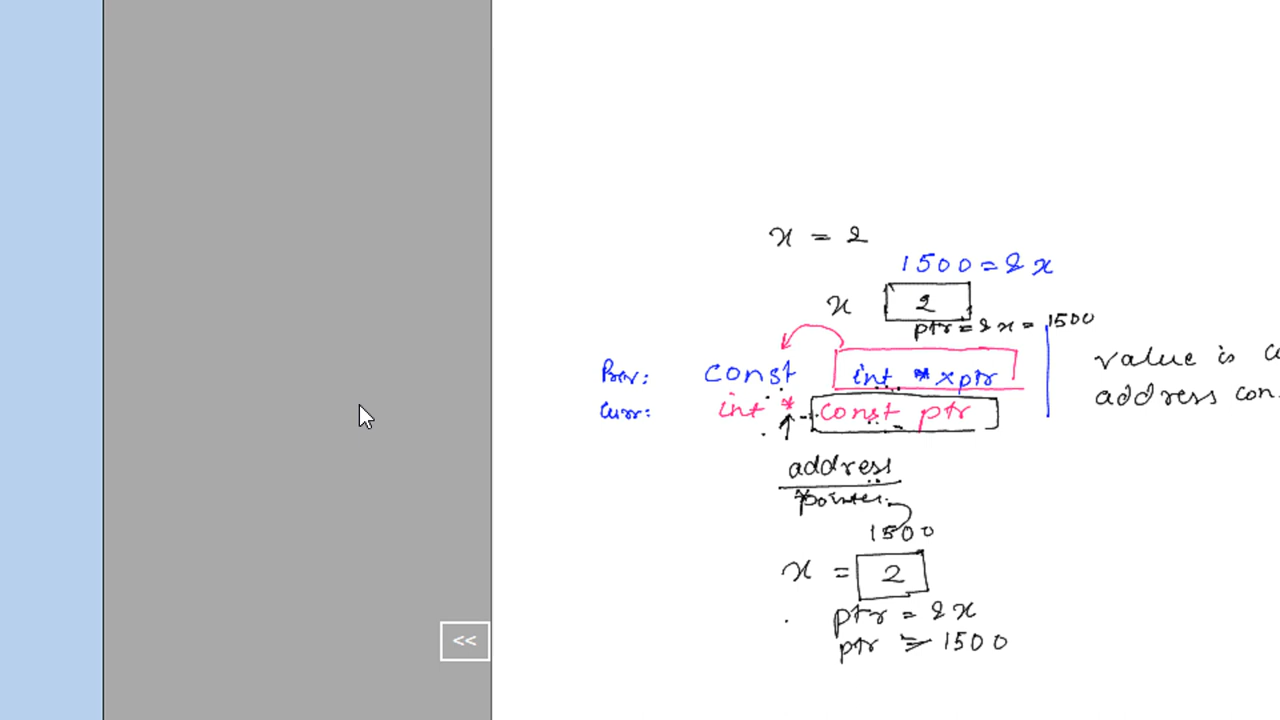 x = 2
1500 = &x
x 2
ptr = &x = 1500
value is
Prev: const int * xptr
address con
Curr: int * const ptr
address
pointer
1500
x = 2
ptr = &x
ptr = 1500
<<